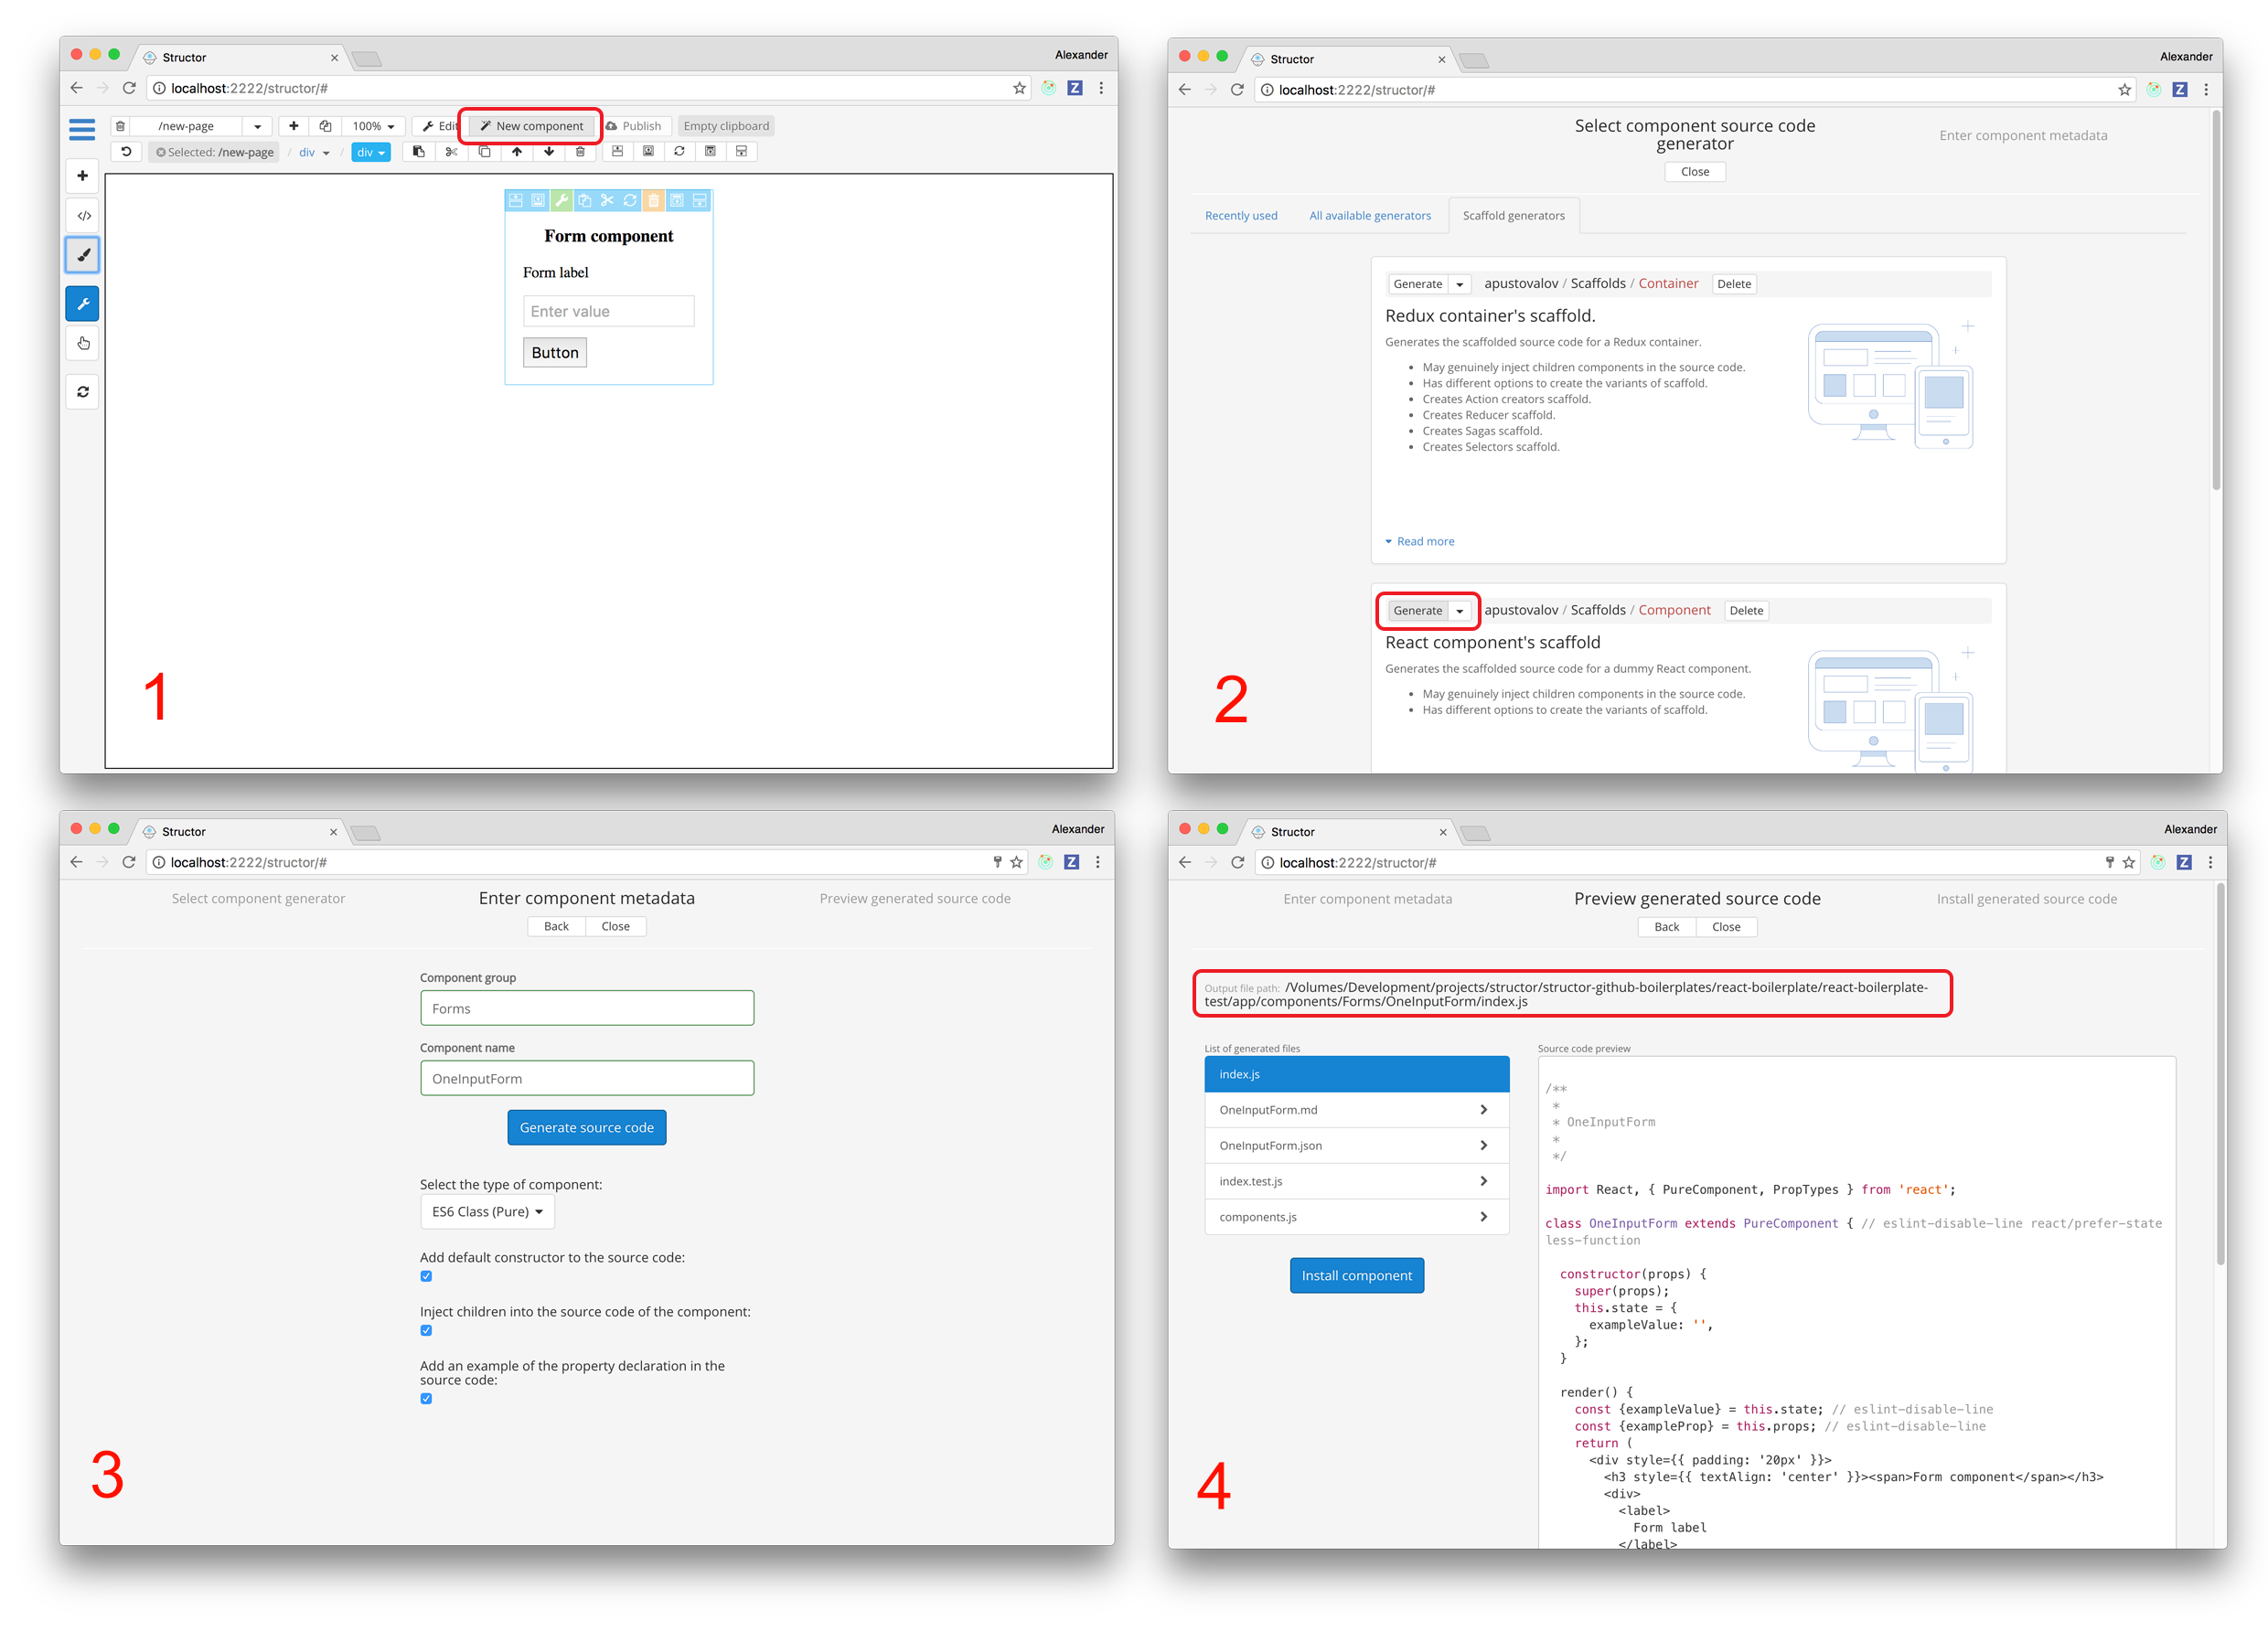 Structor
Alexander
localhost:2222/structor/#
/new-page
100%
Edit
New component
Publish
Empty clipboard
Selected: /new-page / div / div
Form component
Form label
Enter value
Button
1
Structor
Alexander
localhost:2222/structor/#
Select component source code
generator
Enter component metadata
Close
Recently used
All available generators
Scaffold generators
Generate
apustovalov / Scaffolds / Container
Delete
Redux container's scaffold.
Generates the scaffolded source code for a Redux container.
May genuinely inject children components in the source code.
Has different options to create the variants of scaffold.
Creates Action creators scaffold.
Creates Reducer scaffold.
Creates Sagas scaffold.
Creates Selectors scaffold.
Read more
Generate
apustovalov / Scaffolds / Component
Delete
React component's scaffold
Generates the scaffolded source code for a dummy React component.
May genuinely inject children components in the source code.
Has different options to create the variants of scaffold.
2
Structor
Alexander
localhost:2222/structor/#
Select component generator
Enter component metadata
Preview generated source code
Back
Close
Component group
Forms
Component name
OneInputForm
Generate source code
Select the type of component:
ES6 Class (Pure)
Add default constructor to the source code:
Inject children into the source code of the component:
Add an example of the property declaration in the
source code:
3
Structor
Alexander
localhost:2222/structor/#
Enter component metadata
Preview generated source code
Install generated source code
Back
Close
Output file path: /Volumes/Development/projects/structor/structor-github-boilerplates/react-boilerplate/react-boilerplate-
test/app/components/Forms/OneInputForm/index.js
List of generated files
index.js
OneInputForm.md
OneInputForm.json
index.test.js
components.js
Install component
Source code preview
/**
*
* OneInputForm
*
*/
import React, { PureComponent, PropTypes } from 'react';
class OneInputForm extends PureComponent { // eslint-disable-line react/prefer-state
less-function
constructor(props) {
super(props);
this.state = {
exampleValue: '',
};
}
render() {
const {exampleValue} = this.state; // eslint-disable-line
const {exampleProp} = this.props; // eslint-disable-line
return (
<div style={{ padding: '20px' }}>
<h3 style={{ textAlign: 'center' }}><span>Form component</span></h3>
<div>
<label>
Form label
</label>
4